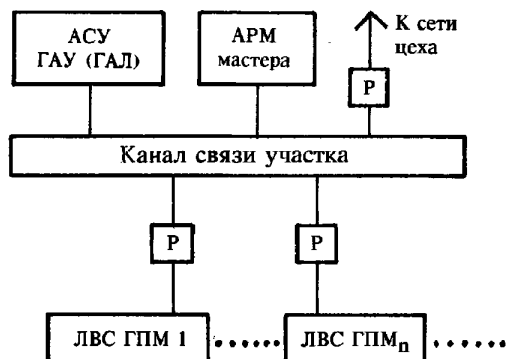 АСУ
ГАУ (ГАЛ)
АРМ
мастера
К сети
цеха
Р
Канал связи участка
Р
Р
ЛВС ГПМ 1
ЛВС ГПМn